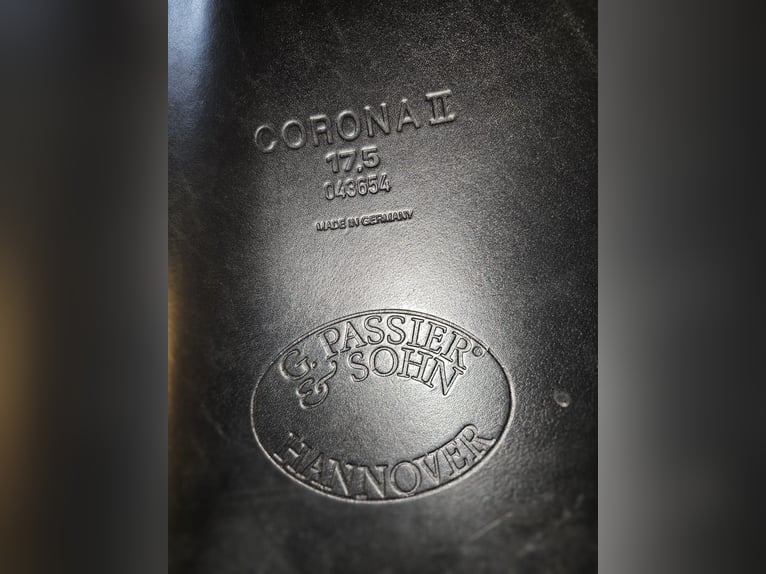 CORONA II
17,5
043654
MADE IN GERMANY
G. PASSIER®
& SOHN
HANNOVER